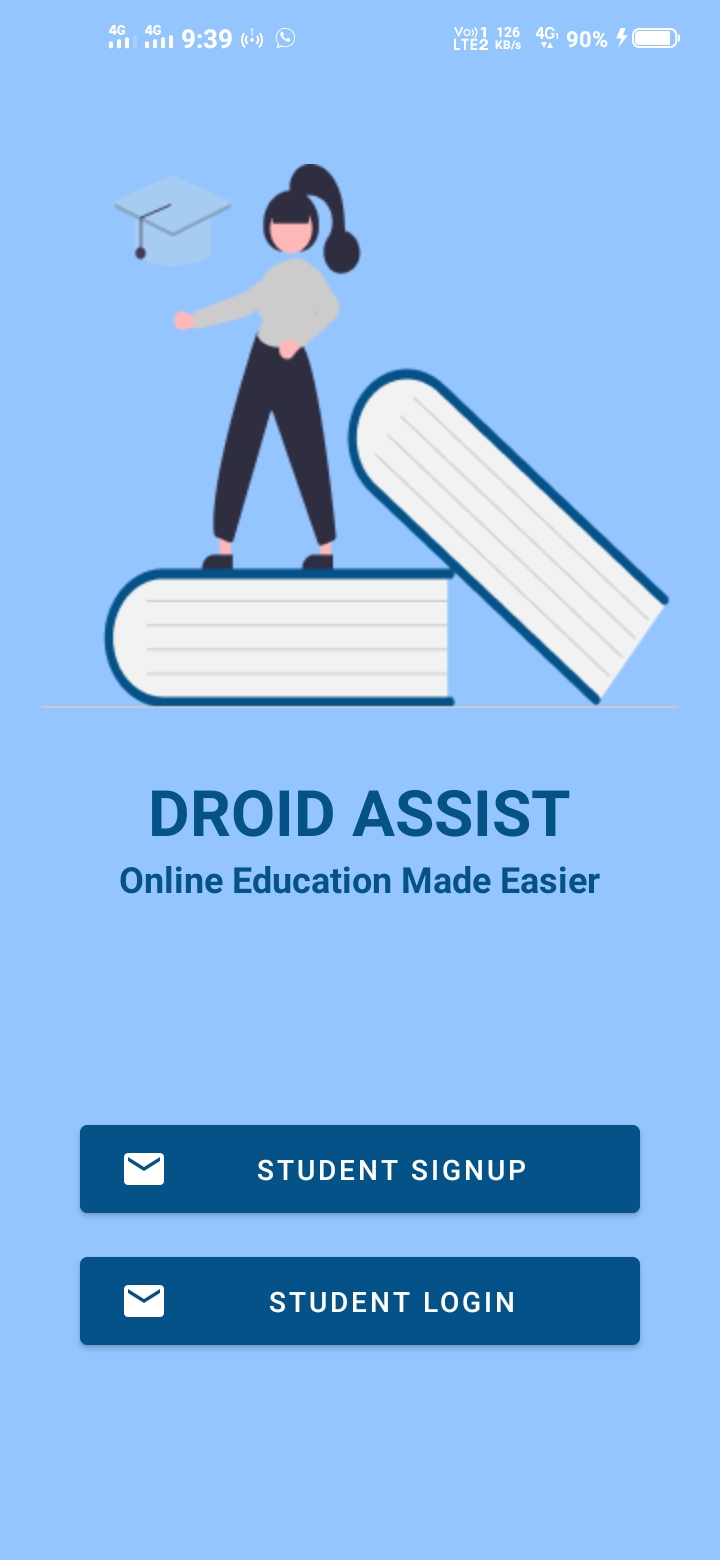 4G 4G 9:39 Vo)) 1 LTE2 126 KB/s 4G 90%
DROID ASSIST
Online Education Made Easier
STUDENT SIGNUP
STUDENT LOGIN